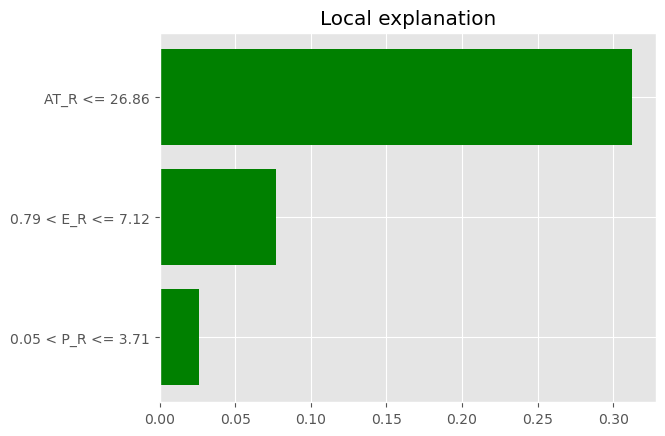 Local explanation
AT_R <= 26.86
0.79 < E_R <= 7.12
0.05 < P_R <= 3.71
0.00 0.05 0.10 0.15 0.20 0.25 0.30